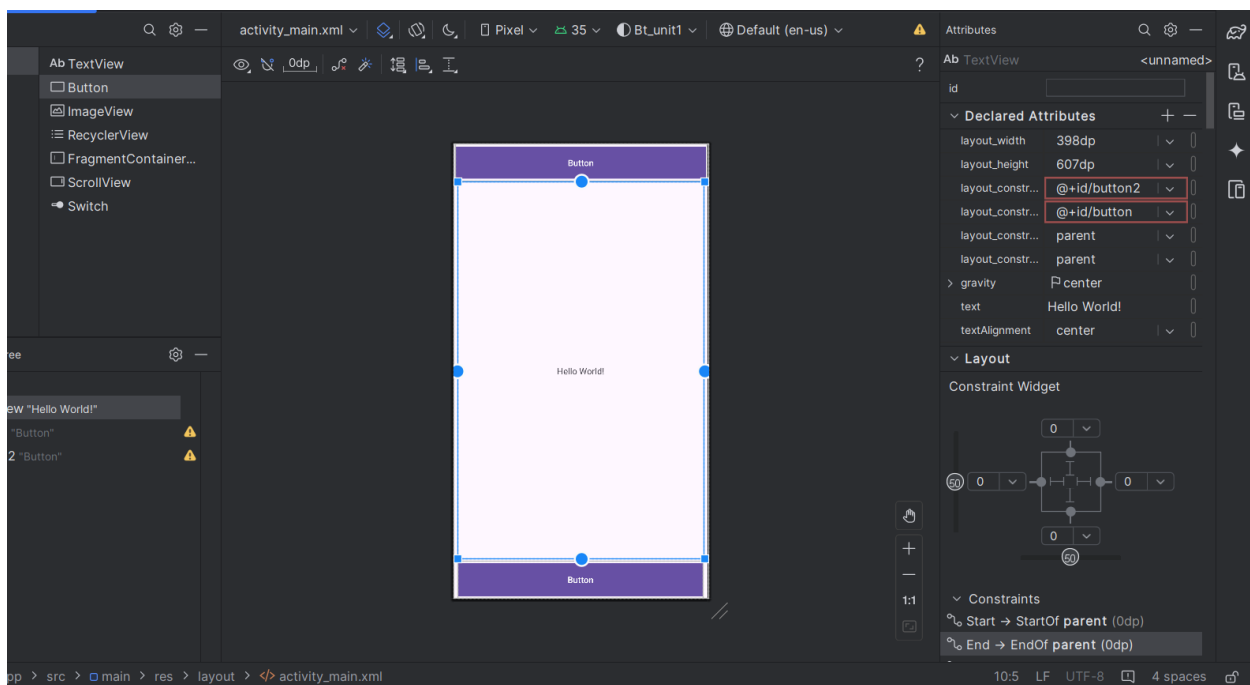 activity_main.xml Pixel 35 Bt_unit1 Default (en-us)
Attributes
Ab TextView
Button
ImageView
RecyclerView
FragmentContainer...
ScrollView
Switch
0dp
?
Ab TextView <unnamed>
id
Declared Attributes
layout_width 398dp
layout_height 607dp
layout_constr... @+id/button2
layout_constr... @+id/button
layout_constr... parent
layout_constr... parent
gravity center
text Hello World!
textAlignment center
Layout
Constraint Widget
0
50 0 0
0
50
Constraints
Start → StartOf parent (0dp)
End → EndOf parent (0dp)
Button
Hello World!
Button
1:1
ree
ew "Hello World!"
"Button"
2 "Button"
pp > src > main > res > layout > activity_main.xml
10:5 LF UTF-8 4 spaces